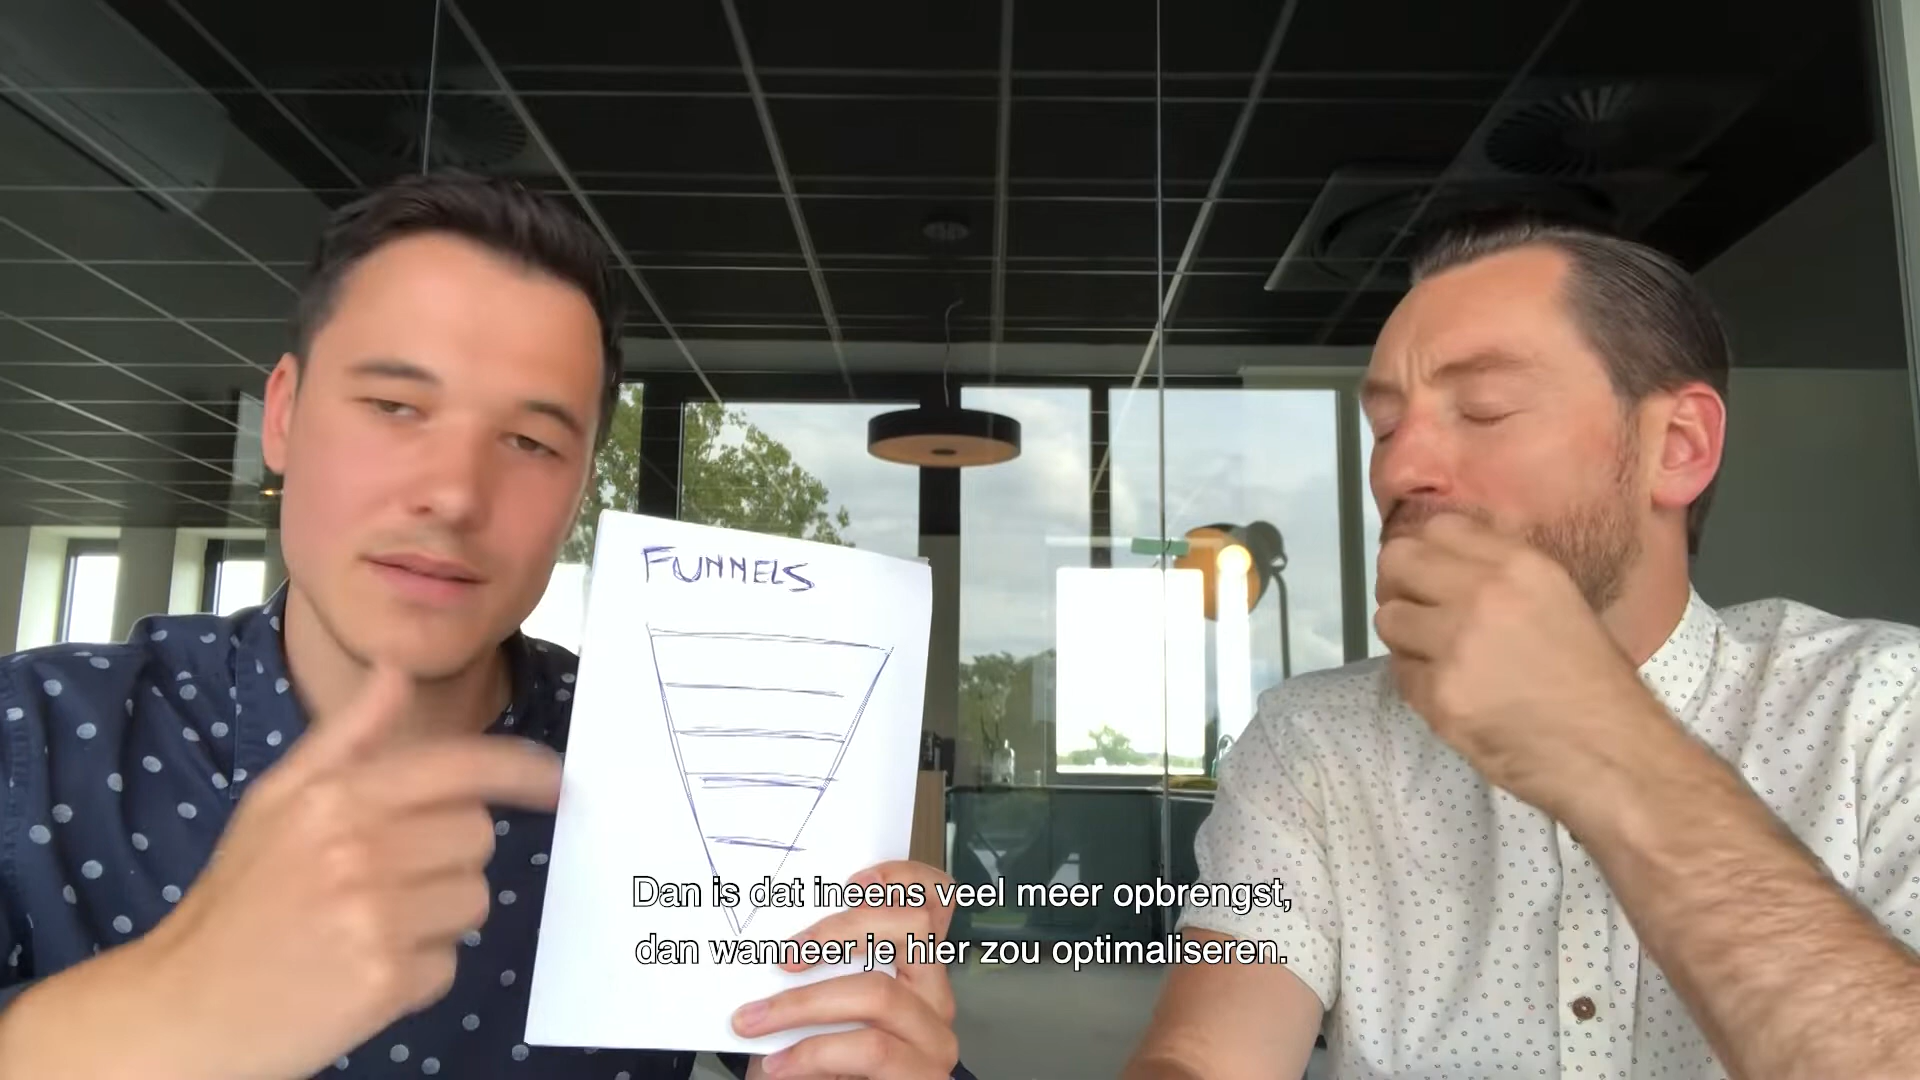 FUNNELS
Dan is dat ineens veel meer opbrengst,
dan wanneer je hier zou optimaliseren.